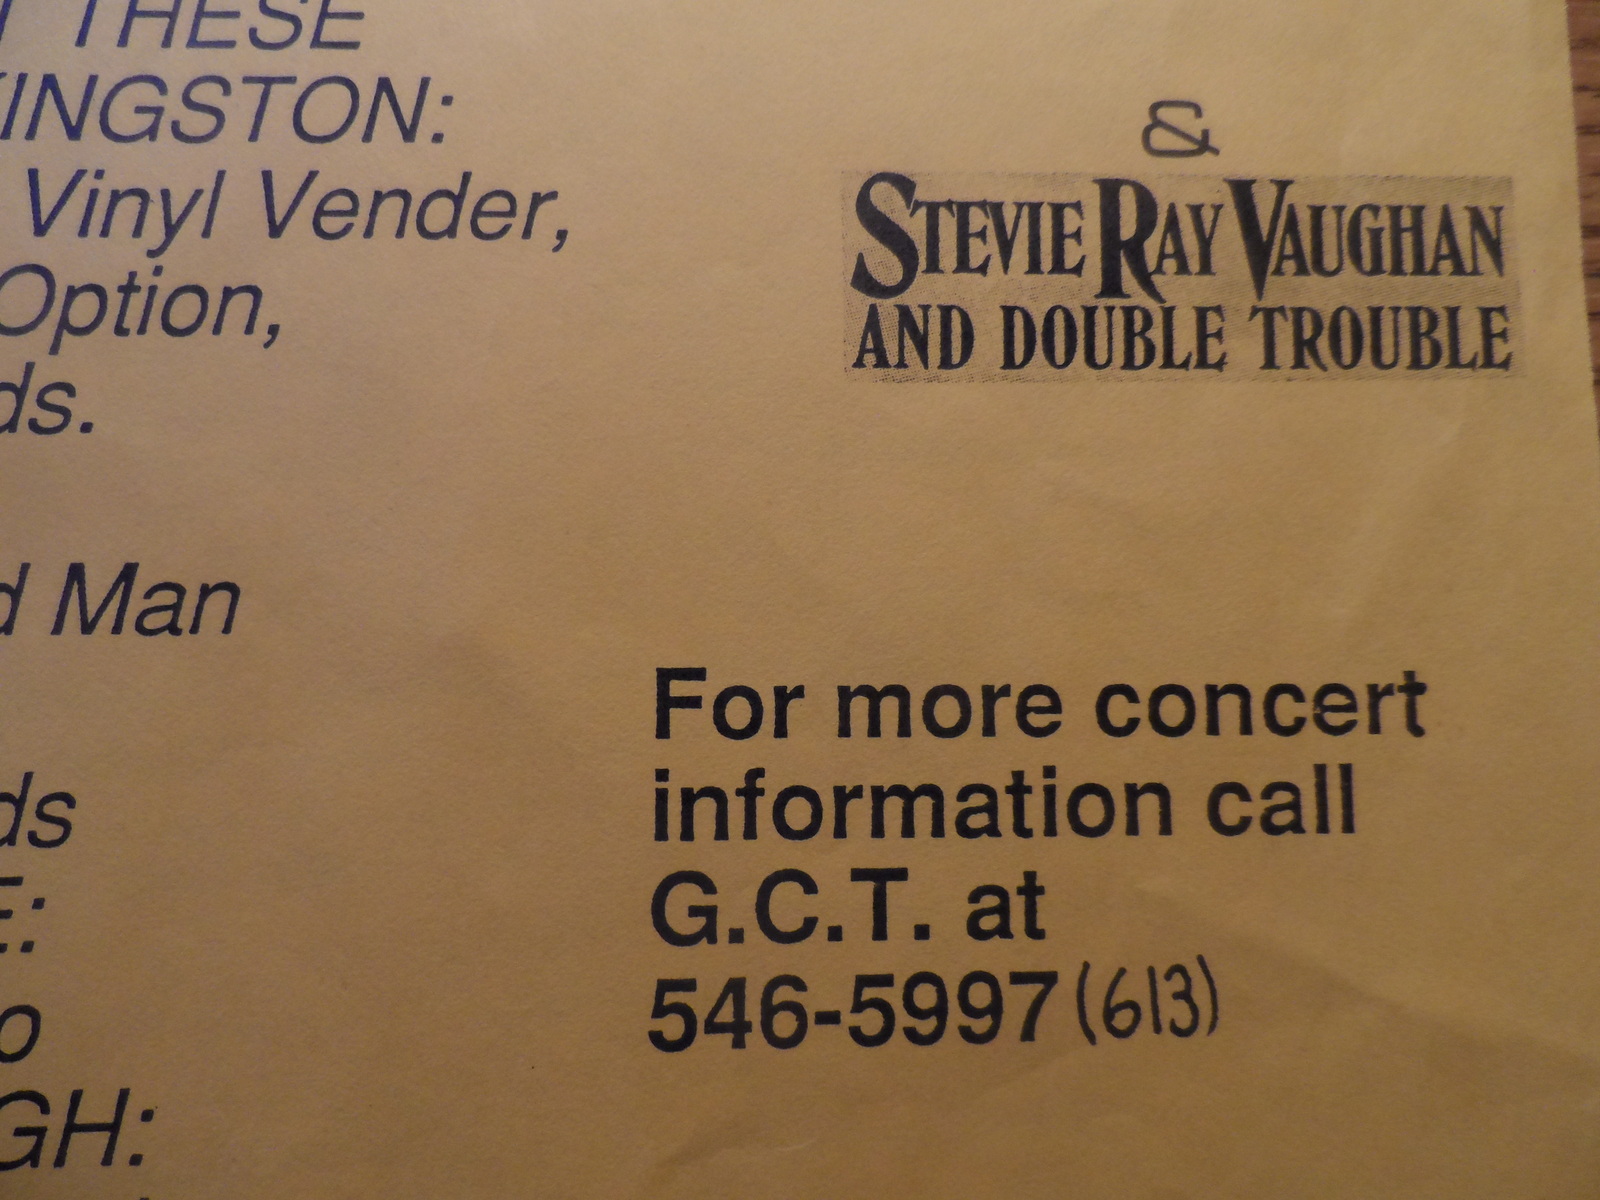 THESE
KINGSTON:
Vinyl Vender,
Option,
ds.
d Man
ds
E:
o
GH:
&
STEVIE RAY VAUGHAN
AND DOUBLE TROUBLE
For more concert
information call
G.C.T. at
546-5997 (613)